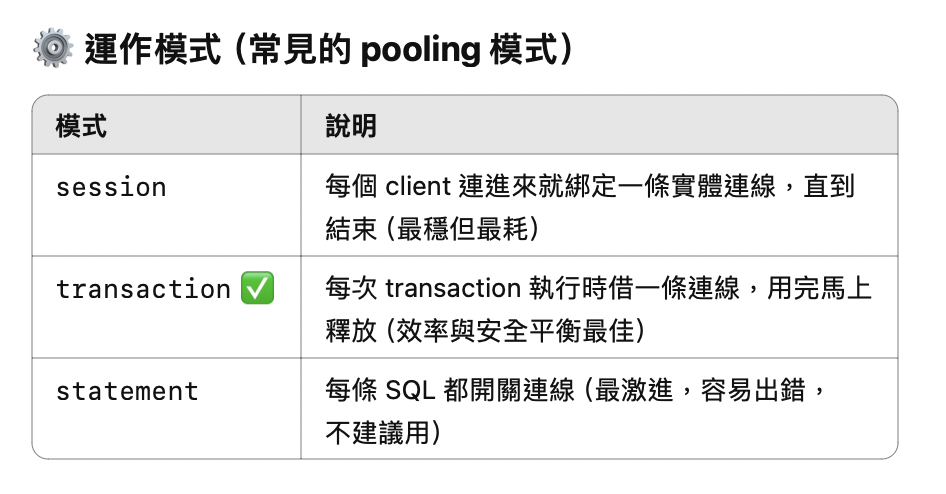 ⚙️ 運作模式（常見的 pooling 模式）
模式 說明
session 每個 client 連進來就綁定一條實體連線，直到
結束（最穩但最耗）
transaction ✅ 每次 transaction 執行時借一條連線，用完馬上
釋放（效率與安全平衡最佳）
statement 每條 SQL 都開關連線（最激進，容易出錯，
不建議用）